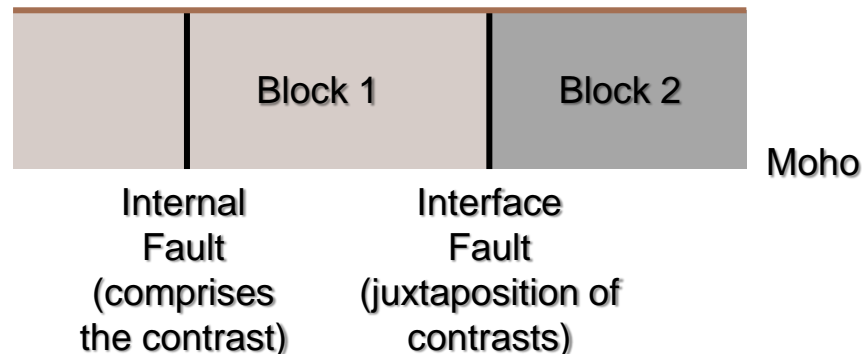 Block 1
Block 2
Moho
Internal
Fault
(comprises
the contrast)
Interface
Fault
(juxtaposition of
contrasts)